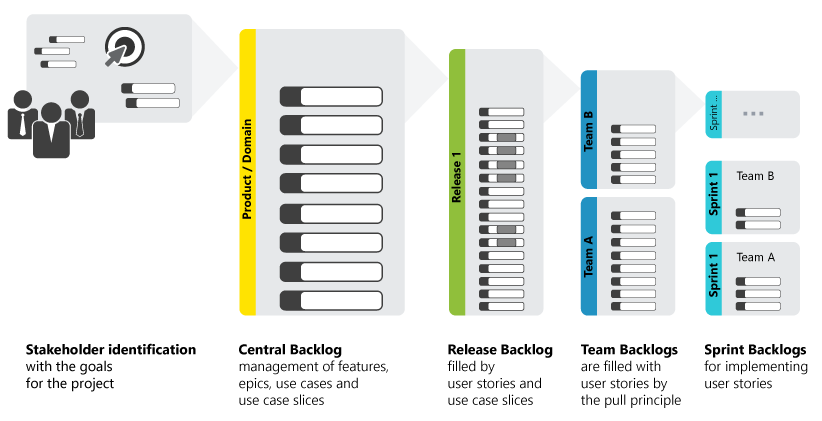 Product / Domain
Release 1
Team B
Team A
Sprint ...
...
Sprint 1
Team B
Sprint 1
Team A
Stakeholder identification
with the goals
for the project
Central Backlog
management of features,
epics, use cases and
use case slices
Release Backlog
filled by
user stories and
use case slices
Team Backlogs
are filled with
user stories by
the pull principle
Sprint Backlogs
for implementing
user stories